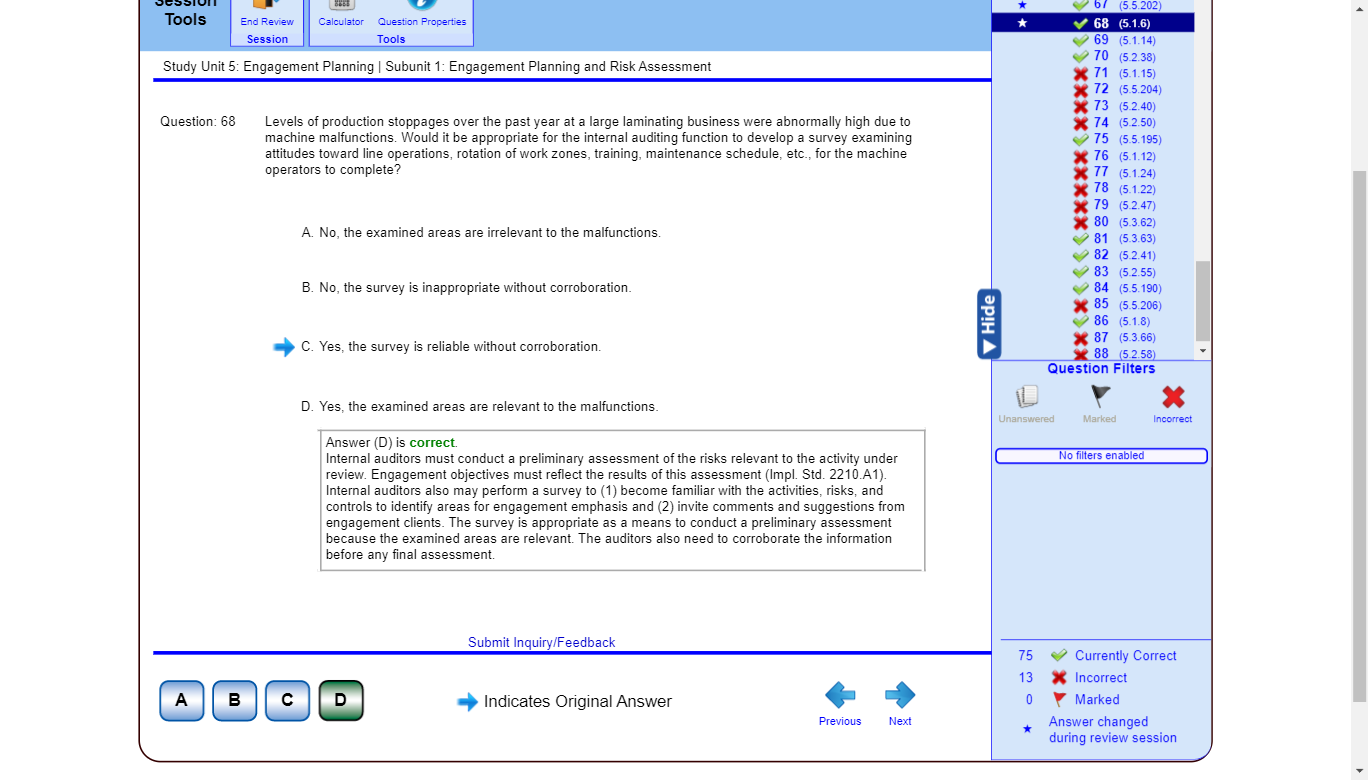 Session
Tools
End Review
Session
Calculator
Question Properties
Tools
Study Unit 5: Engagement Planning | Subunit 1: Engagement Planning and Risk Assessment
Question: 68
Levels of production stoppages over the past year at a large laminating business were abnormally high due to
machine malfunctions. Would it be appropriate for the internal auditing function to develop a survey examining
attitudes toward line operations, rotation of work zones, training, maintenance schedule, etc., for the machine
operators to complete?
A. No, the examined areas are irrelevant to the malfunctions.
B. No, the survey is inappropriate without corroboration.
C. Yes, the survey is reliable without corroboration.
D. Yes, the examined areas are relevant to the malfunctions.
Answer (D) is correct.
Internal auditors must conduct a preliminary assessment of the risks relevant to the activity under
review. Engagement objectives must reflect the results of this assessment (Impl. Std. 2210.A1).
Internal auditors also may perform a survey to (1) become familiar with the activities, risks, and
controls to identify areas for engagement emphasis and (2) invite comments and suggestions from
engagement clients. The survey is appropriate as a means to conduct a preliminary assessment
because the examined areas are relevant. The auditors also need to corroborate the information
before any final assessment.
Submit Inquiry/Feedback
A
B
C
D
Indicates Original Answer
Previous
Next
67 (5.5.202)
68 (5.1.6)
69 (5.1.14)
70 (5.2.38)
71 (5.1.15)
72 (5.5.204)
73 (5.2.40)
74 (5.2.50)
75 (5.5.195)
76 (5.1.12)
77 (5.1.24)
78 (5.1.22)
79 (5.2.47)
80 (5.3.62)
81 (5.3.63)
82 (5.2.41)
83 (5.2.55)
84 (5.5.190)
85 (5.5.206)
86 (5.1.8)
87 (5.3.66)
88 (5.2.58)
Hide
Question Filters
Unanswered
Marked
Incorrect
No filters enabled
75 Currently Correct
13 Incorrect
0 Marked
Answer changed
during review session